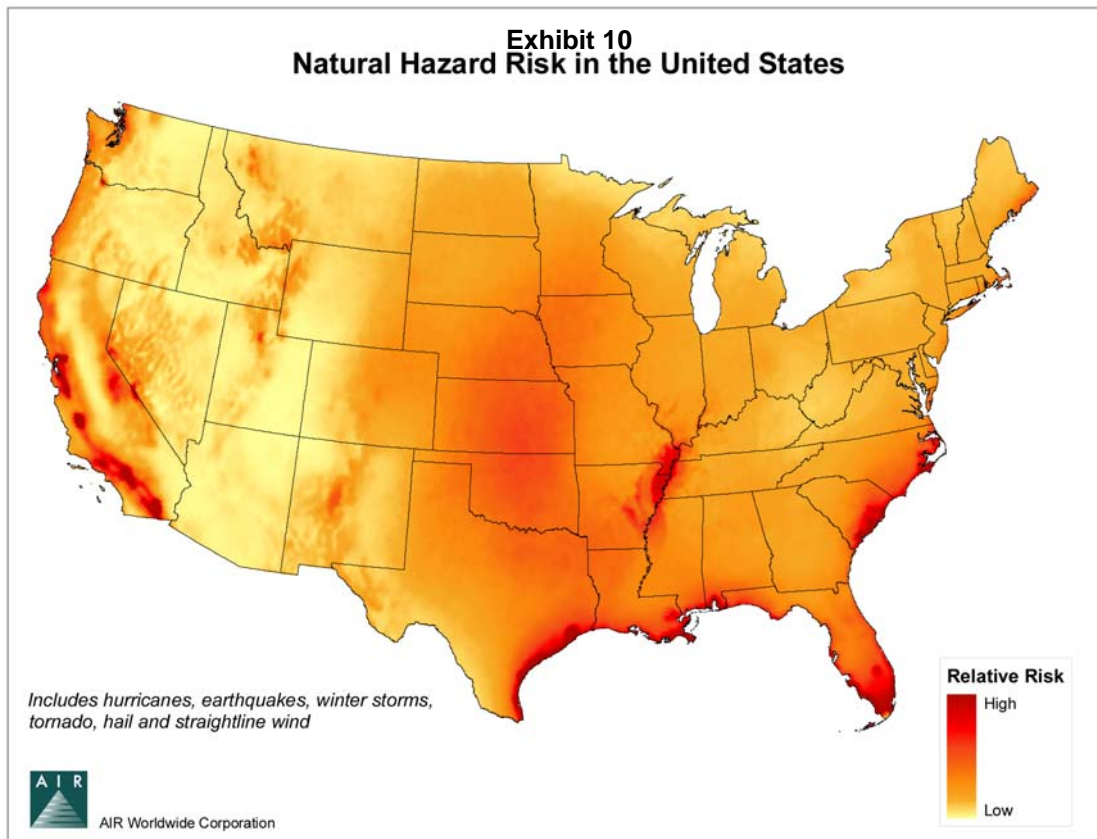 Exhibit 10
Natural Hazard Risk in the United States
Includes hurricanes, earthquakes, winter storms,
tornado, hail and straightline wind
Relative Risk
High
Low
A I R
AIR Worldwide Corporation